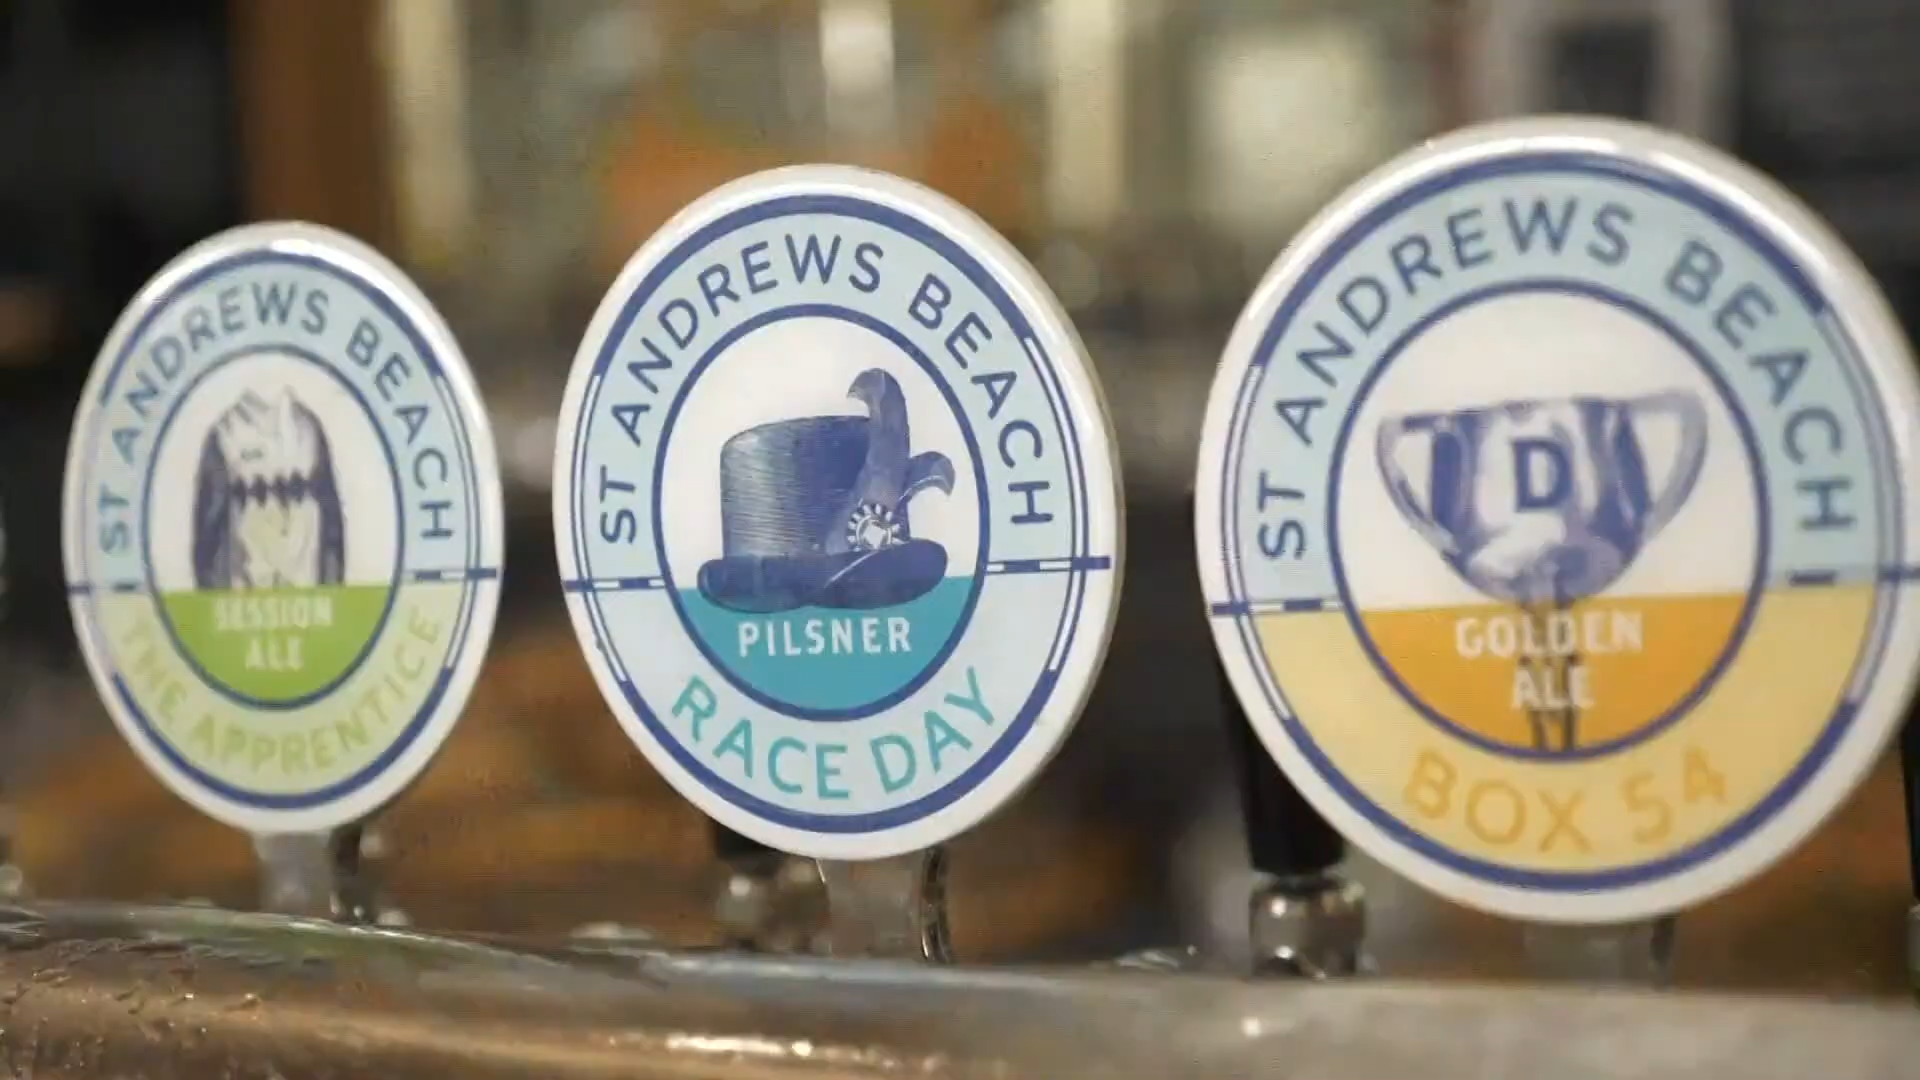 ST ANDREWS BEACH
SESSION
ALE
THE APPRENTICE
ST ANDREWS BEACH
PILSNER
RACE DAY
ST ANDREWS BEACH
D
GOLDEN
ALE
BOX 54